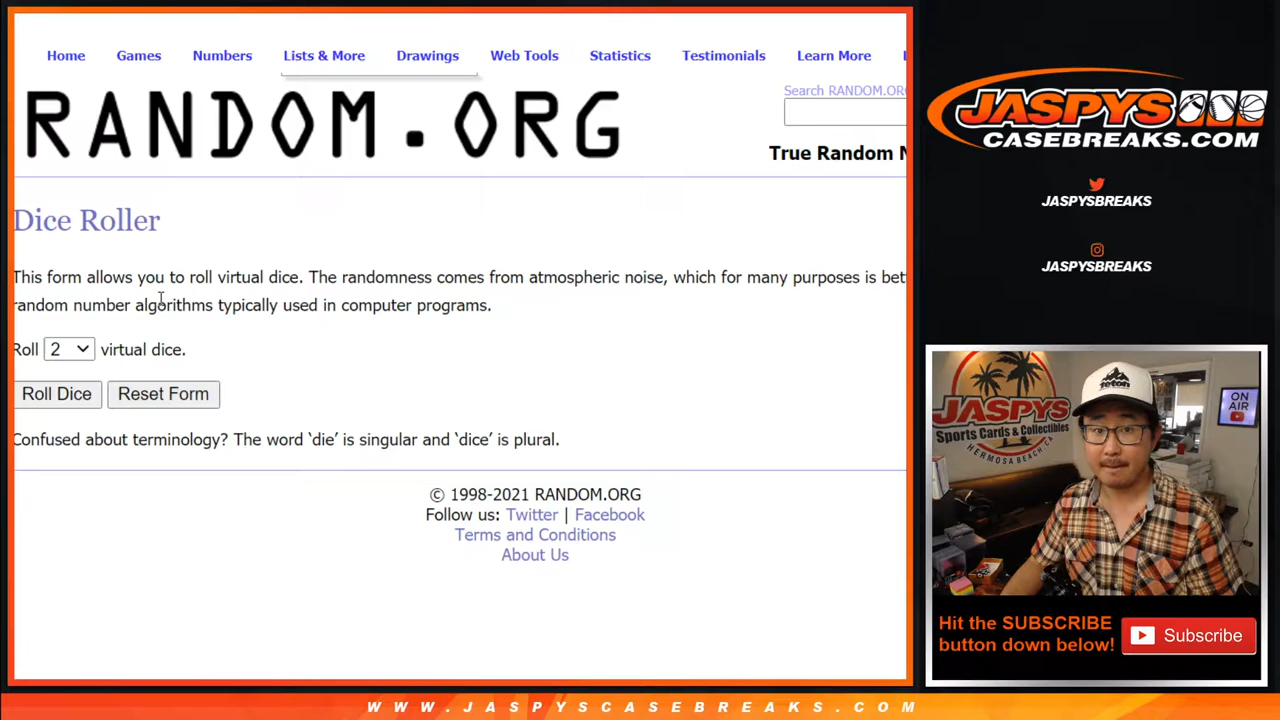 Home Games Numbers Lists & More Drawings Web Tools Statistics Testimonials Learn More
RANDOM.ORG
Search RANDOM.ORG
True Random N
Dice Roller
This form allows you to roll virtual dice. The randomness comes from atmospheric noise, which for many purposes is bet
random number algorithms typically used in computer programs.
Roll 2 virtual dice.
Roll Dice Reset Form
Confused about terminology? The word ‘die’ is singular and ‘dice’ is plural.
© 1998-2021 RANDOM.ORG
Follow us: Twitter | Facebook
Terms and Conditions
About Us
JASPYS
CASEBREAKS.COM
JASPYSBREAKS
JASPYSBREAKS
JASPYS
Sports Cards & Collectibles
HERMOSA BEACH, CA
teton
ON
AIR
Hit the SUBSCRIBE
button down below!
Subscribe
WWW.JASPYSCASEBREAKS.COM